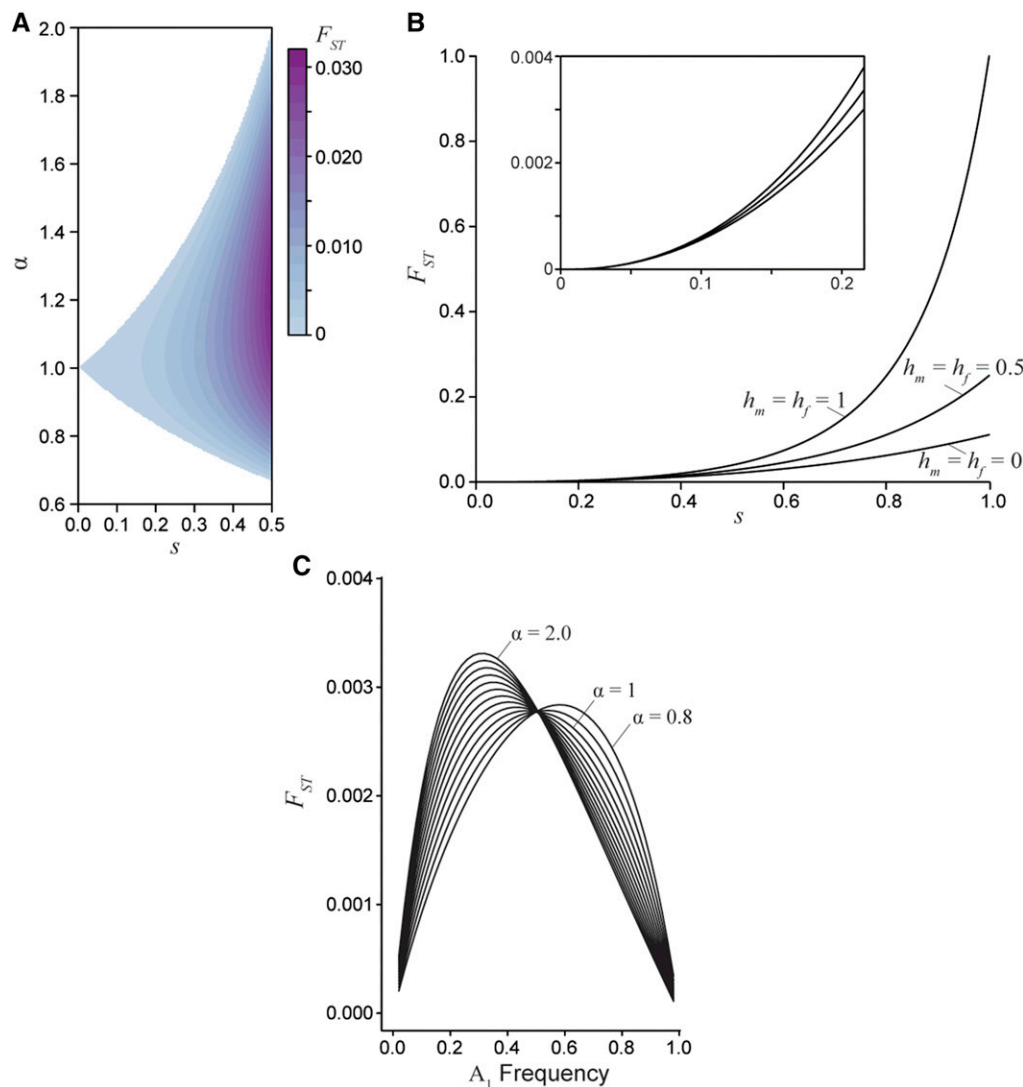 A
B
F_ST
2.0
1.8
1.6
1.4
1.2
1.0
0.8
0.6
α
0.0 0.1 0.2 0.3 0.4 0.5
s
0.030
0.020
0.010
0
1.0
0.8
0.6
0.4
0.2
0.0
F_ST
0.0 0.2 0.4 0.6 0.8 1.0
s
0.004
0.002
0
0 0.1 0.2
h_m = h_f = 1
h_m = h_f = 0.5
h_m = h_f = 0
C
0.004
0.003
0.002
0.001
0.000
F_ST
α = 2.0
α = 1
α = 0.8
0.0 0.2 0.4 0.6 0.8 1.0
A₁ Frequency